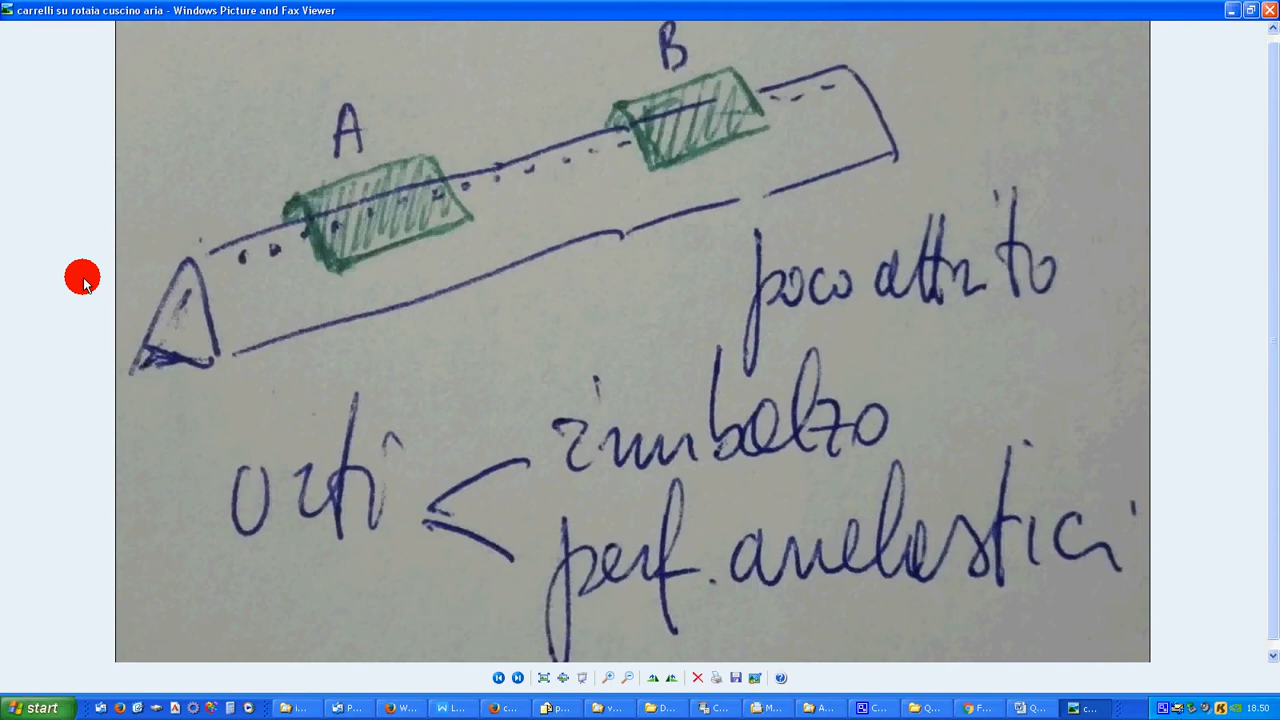 carrelli su rotaia cuscino aria - Windows Picture and Fax Viewer
B
A
poco attrito
urti
rimbalzo
perf. anelastici
start
i...
P...
W...
L...
c...
p...
v...
D...
C...
M...
A...
C...
Q...
F...
Q...
c...
18.50